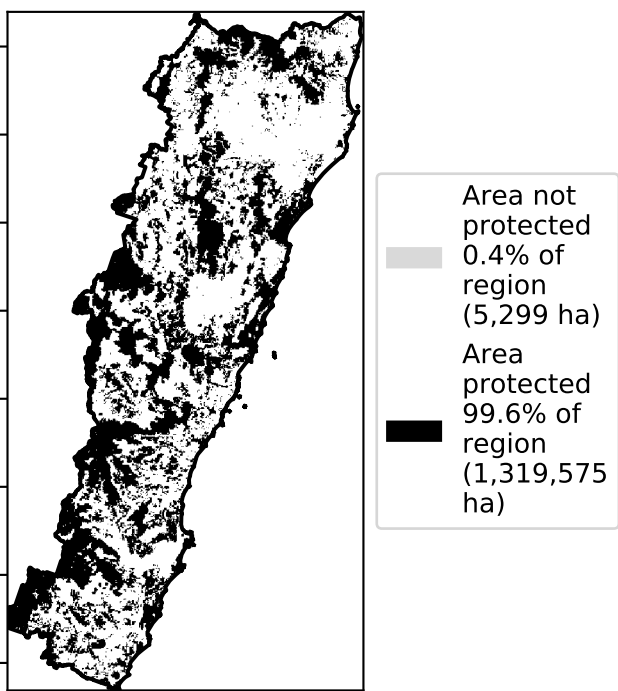 Area not
protected
0.4% of
region
(5,299 ha)
Area
protected
99.6% of
region
(1,319,575
ha)